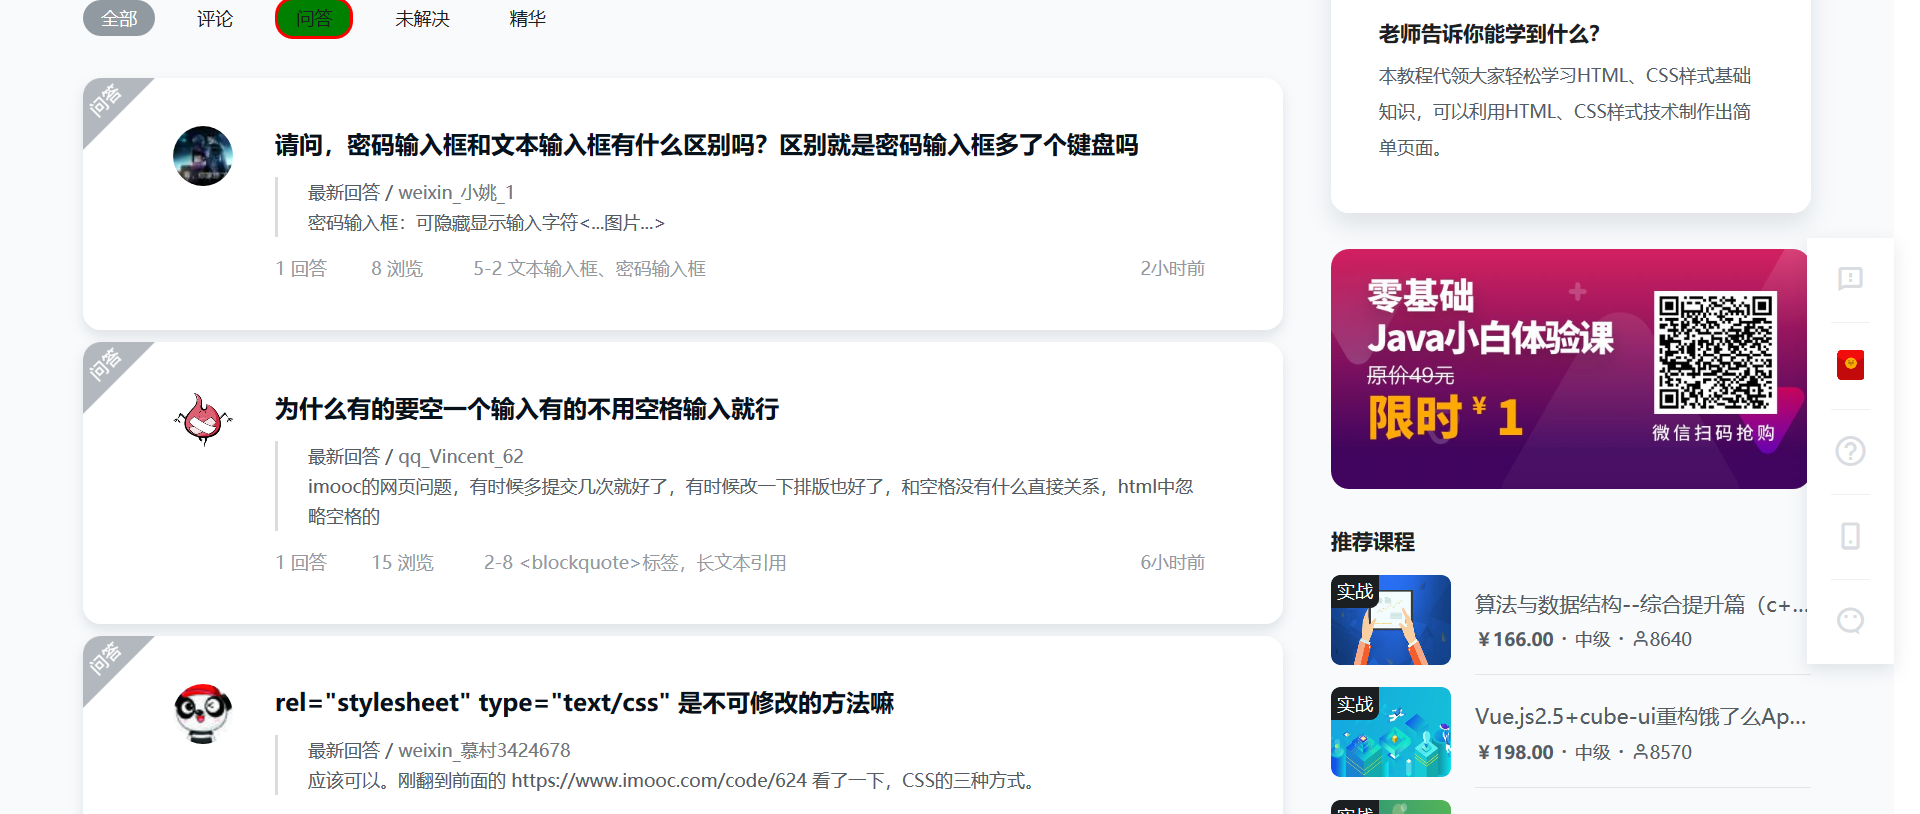 全部
评论
问答
未解决
精华
问答
请问，密码输入框和文本输入框有什么区别吗？区别就是密码输入框多了个键盘吗
最新回答 / weixin_小姚_1
密码输入框：可隐藏显示输入字符<...图片...>
1 回答
8 浏览
5-2 文本输入框、密码输入框
2小时前
问答
为什么有的要空一个输入有的不用空格输入就行
最新回答 / qq_Vincent_62
imooc的网页问题，有时候多提交几次就好了，有时候改一下排版也好了，和空格没有什么直接关系，html中忽
略空格的
1 回答
15 浏览
2-8 <blockquote>标签，长文本引用
6小时前
问答
rel="stylesheet" type="text/css" 是不可修改的方法嘛
最新回答 / weixin_慕村3424678
应该可以。刚翻到前面的 https://www.imooc.com/code/624 看了一下，CSS的三种方式。
老师告诉你能学到什么？
本教程代领大家轻松学习HTML、CSS样式基础
知识，可以利用HTML、CSS样式技术制作出简
单页面。
零基础
Java小白体验课
原价49元
限时¥1
微信扫码抢购
推荐课程
实战
算法与数据结构--综合提升篇（c+...
¥166.00 · 中级 · 8640
实战
Vue.js2.5+cube-ui重构饿了么Ap...
¥198.00 · 中级 · 8570
实战